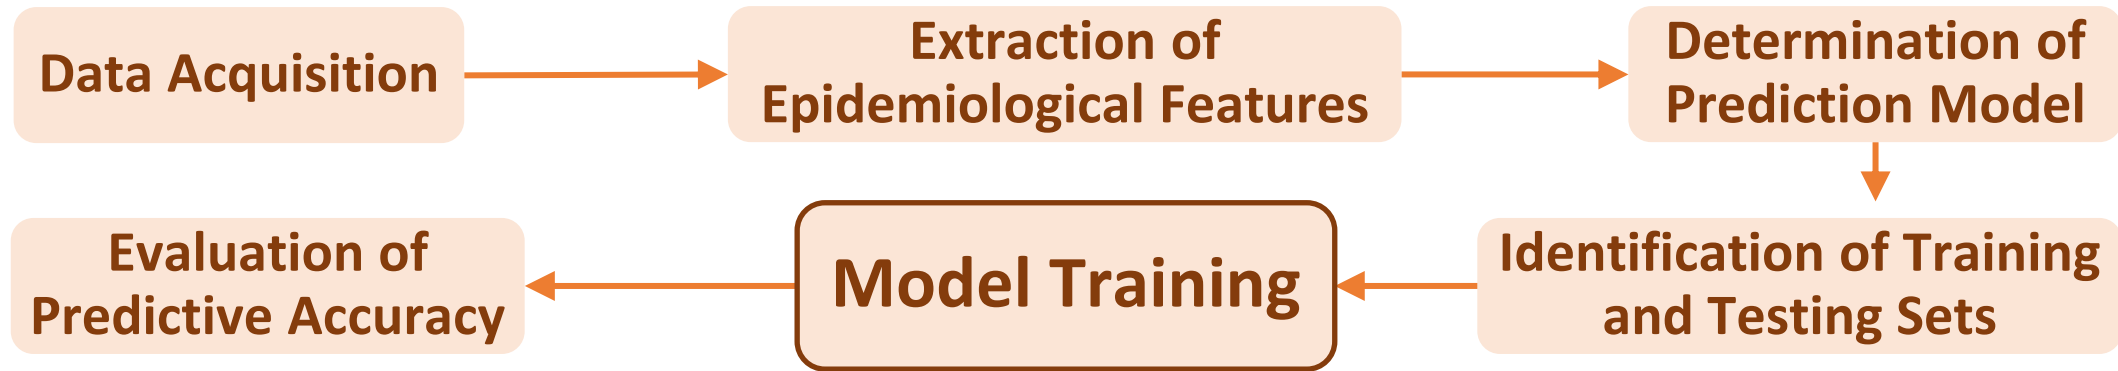 Data Acquisition
Extraction of
Epidemiological Features
Determination of
Prediction Model
Identification of Training
and Testing Sets
Model Training
Evaluation of
Predictive Accuracy